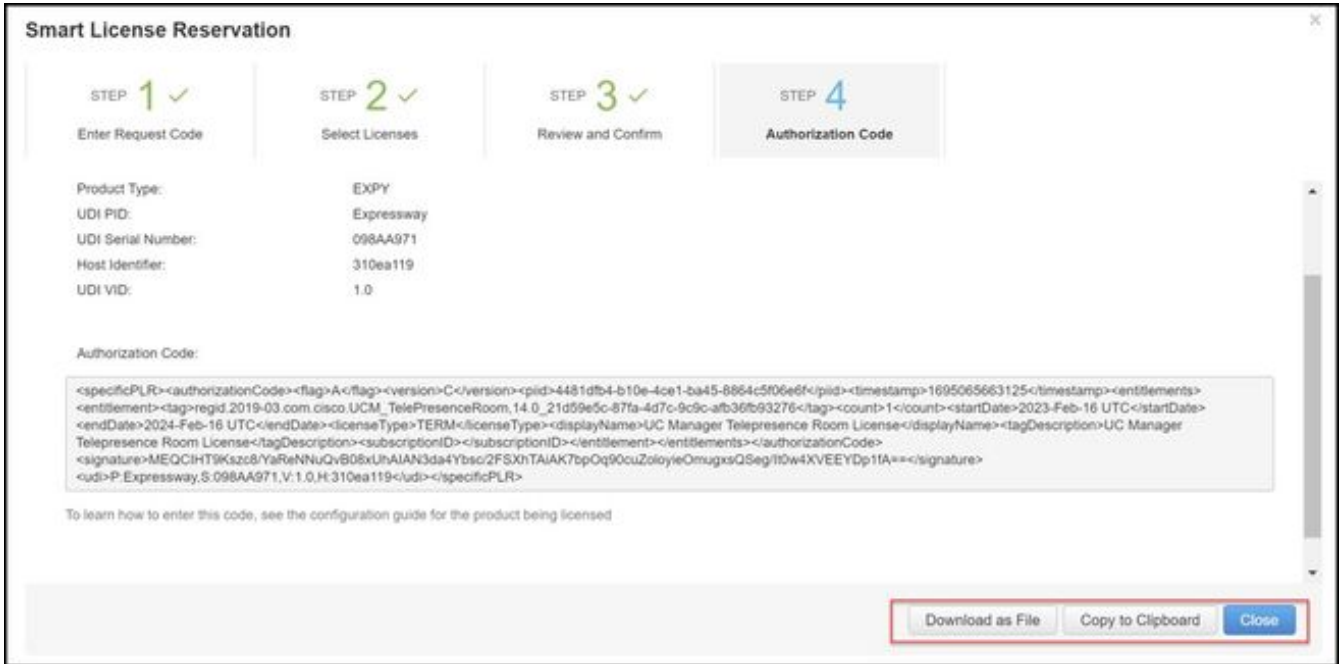 Smart License Reservation
STEP 1
Enter Request Code
STEP 2
Select Licenses
STEP 3
Review and Confirm
STEP 4
Authorization Code
Product Type: EXPY
UDI PID: Expressway
UDI Serial Number: 098AA971
Host Identifier: 310ea119
UDI VID: 1.0
Authorization Code:
<specificPLR><authorizationCode><flag>A</flag><version>C</version><piid>4481dfb4-b10e-4ce1-ba45-8864c5f06e6f</piid><timestamp>1695065663125</timestamp><entitlements>
<entitlement><tag>regid.2019-03.com.cisco.UCM_TelePresenceRoom,14.0_21d59e5c-87fa-4d7c-9c9c-afb36fb93276</tag><count>1</count><startDate>2023-Feb-16 UTC</startDate>
<endDate>2024-Feb-16 UTC</endDate><licenseType>TERM</licenseType><displayName>UC Manager Telepresence Room License</displayName><tagDescription>UC Manager
Telepresence Room License</tagDescription><subscriptionID></subscriptionID></entitlement></entitlements></authorizationCode>
<signature>MEQCIHT9Kszc8/YaReNNuQvB08xUhAIAN3da4Ybsc/2FSXhTAiAK7bpOq90cuZoloyieOmugxsQSeg/It0w4XVEEYDp1fA==</signature>
<udi>P:Expressway,S:098AA971,V:1.0,H:310ea119</udi></specificPLR>
To learn how to enter this code, see the configuration guide for the product being licensed
Download as File Copy to Clipboard Close